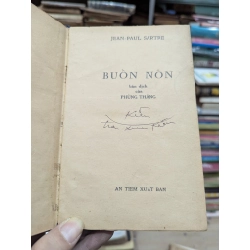 JEAN-PAUL SARTRE
BUỒN NÔN
bản dịch
của
PHÙNG THĂNG
AN TIÊM XUẤT BẢN